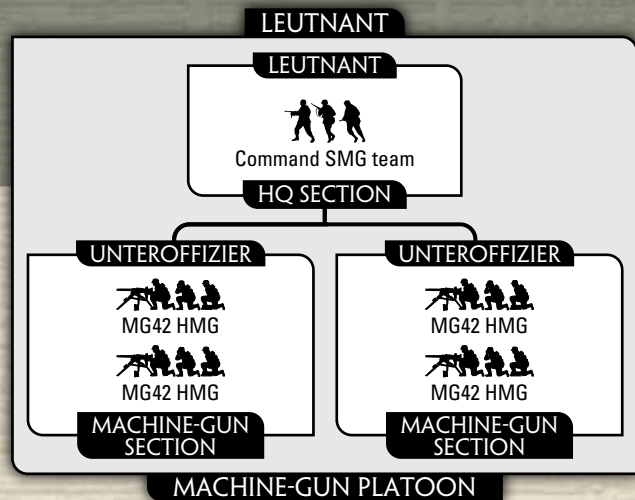 LEUTNANT
LEUTNANT
Command SMG team
HQ SECTION
UNTEROFFIZIER
MG42 HMG
MG42 HMG
MACHINE-GUN
SECTION
UNTEROFFIZIER
MG42 HMG
MG42 HMG
MACHINE-GUN
SECTION
MACHINE-GUN PLATOON